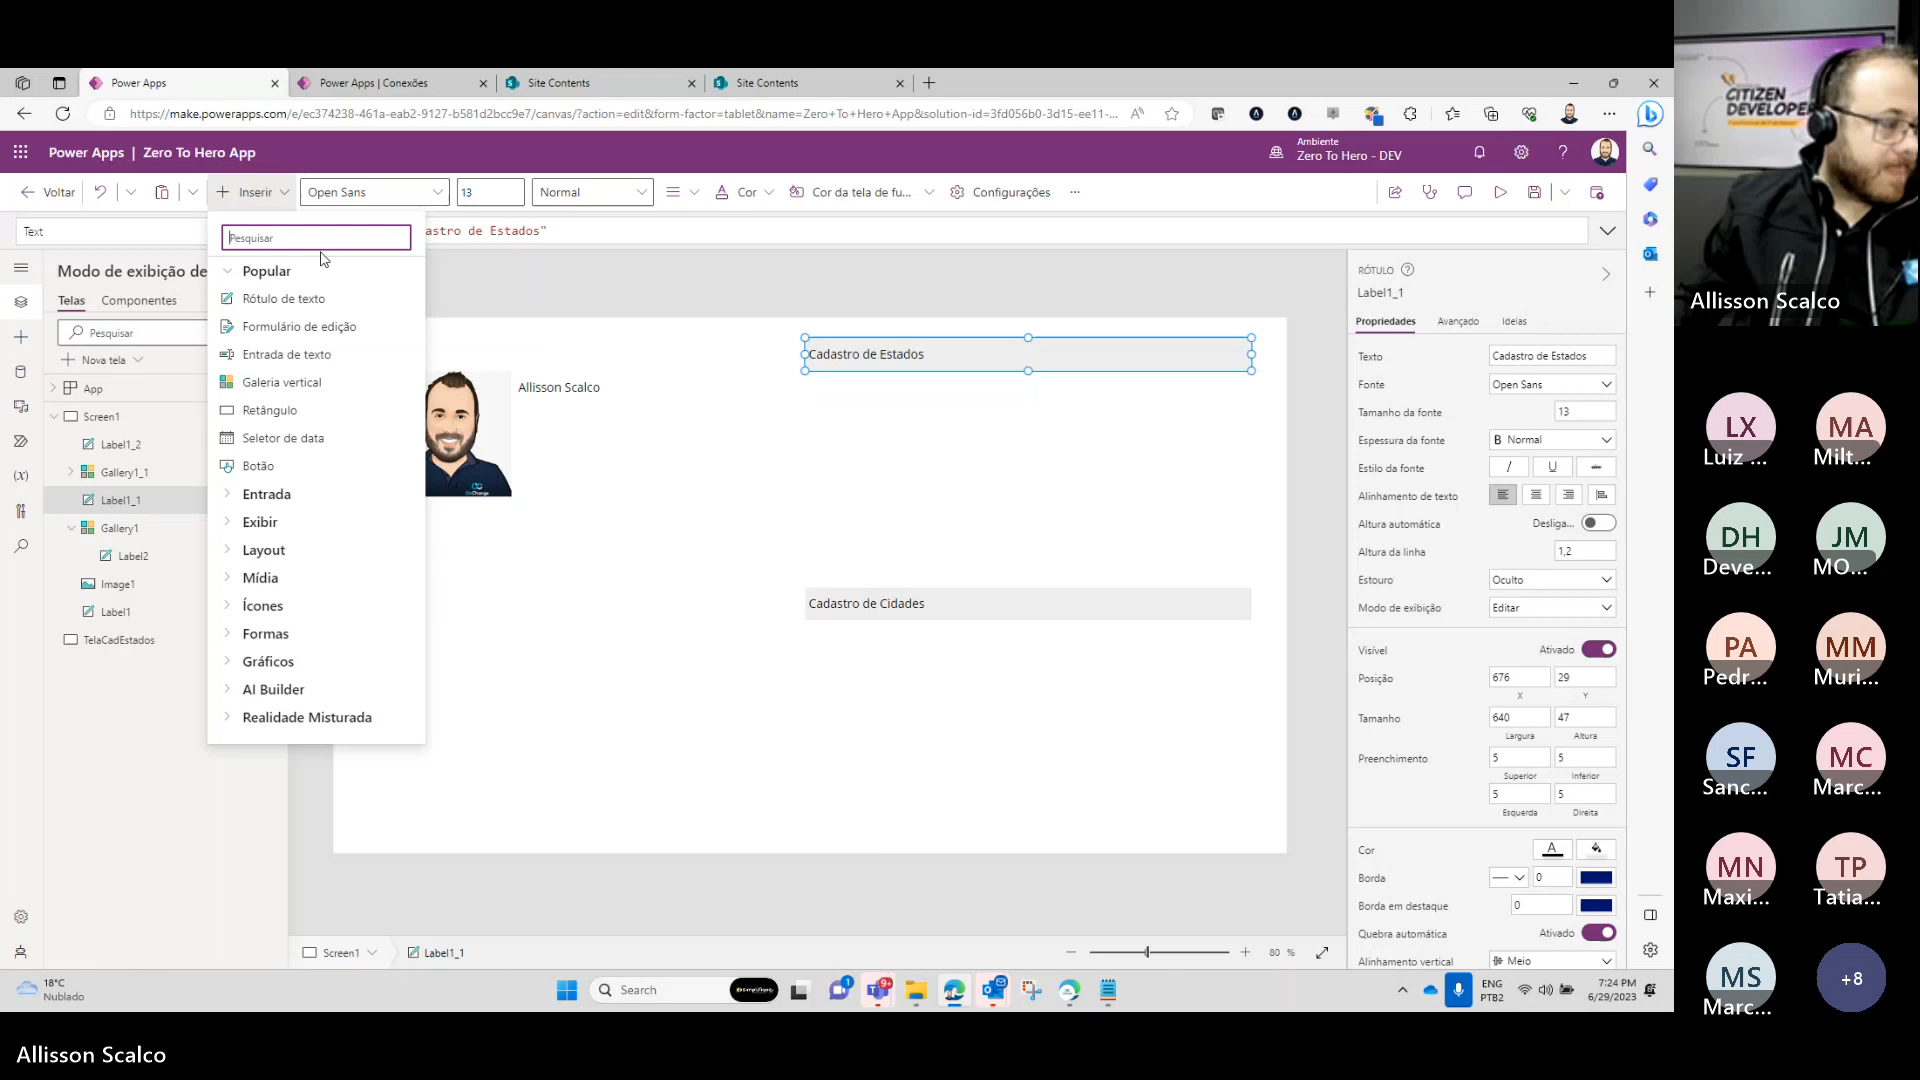 Power Apps
Power Apps | Conexões
Site Contents
Site Contents
https://make.powerapps.com/e/ec374238-461a-eab2-9127-b581d2bcc9e7/canvas/?action=edit&form-factor=tablet&name=Zero+To+Hero+App&solution-id=3fd056b0-3d15-ee11-...
Power Apps | Zero To Hero App
Ambiente
Zero To Hero - DEV
Voltar
Inserir
Open Sans
13
Normal
Cor
Cor da tela de fu...
Configurações
Text
astro de Estados"
Pesquisar
Popular
Rótulo de texto
Formulário de edição
Entrada de texto
Galeria vertical
Retângulo
Seletor de data
Botão
Entrada
Exibir
Layout
Mídia
Ícones
Formas
Gráficos
AI Builder
Realidade Misturada
Modo de exibição de
Telas
Componentes
Pesquisar
Nova tela
App
Screen1
Label1_2
Gallery1_1
Label1_1
Gallery1
Label2
Image1
Label1
TelaCadEstados
Cadastro de Estados
Allisson Scalco
OnChange
Cadastro de Cidades
RÓTULO
Label1_1
Propriedades
Avançado
Ideias
Texto
Cadastro de Estados
Fonte
Open Sans
Tamanho da fonte
13
Espessura da fonte
B Normal
Estilo da fonte
Alinhamento de texto
Altura automática
Desliga...
Altura da linha
1,2
Estouro
Oculto
Modo de exibição
Editar
Visível
Ativado
Posição
676
29
X
Y
Tamanho
640
47
Largura
Altura
Preenchimento
5
5
Superior
Inferior
5
5
Esquerda
Direita
Cor
Borda
0
Borda em destaque
0
Quebra automática
Ativado
Alinhamento vertical
Meio
Screen1
Label1_1
80 %
18°C
Nublado
Search
1
9+
ENG
PTB2
7:24 PM
6/29/2023
CITIZEN
DEVELOPER
Allisson Scalco
LX
Luiz ...
MA
Milt...
DH
Deve...
JM
MO...
PA
Pedr...
MM
Muri...
SF
Sanc...
MC
Marc...
MN
Maxi...
TP
Tatia...
MS
Marc...
+8
Allisson Scalco